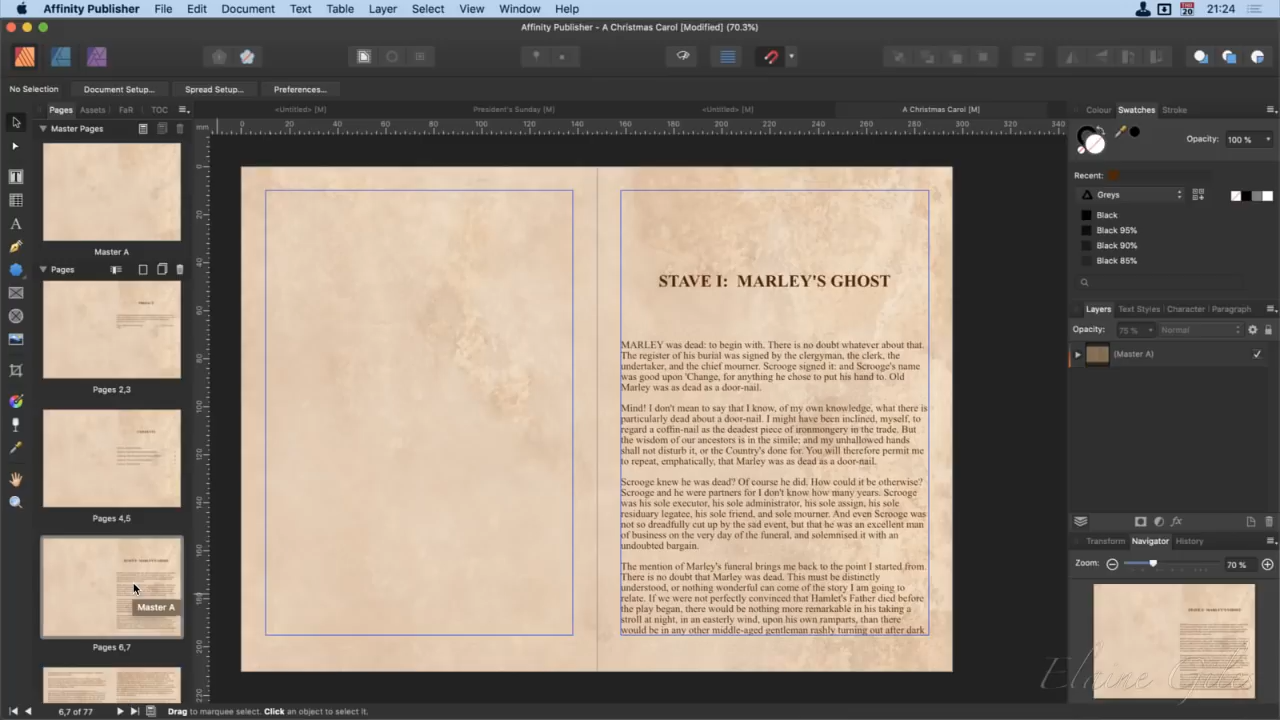 Affinity Publisher File Edit Document Text Table Layer Select View Window Help THU 20 21:24
Affinity Publisher - A Christmas Carol [Modified] (70.3%)
No Selection Document Setup... Spread Setup... Preferences...
Pages Assets FaR TOC
<Untitled> [M] President's Sunday [M] <Untitled> [M] A Christmas Carol [M]
mm 0 20 40 60 80 100 120 140 160 180 200 220 240 260 280 300 320 340
Master Pages
Master A
Pages
Pages 2,3
Pages 4,5
Master A
Pages 6,7
STAVE I: MARLEY'S GHOST
MARLEY was dead: to begin with. There is no doubt whatever about that.
The register of his burial was signed by the clergyman, the clerk, the
undertaker, and the chief mourner. Scrooge signed it: and Scrooge's name
was good upon 'Change, for anything he chose to put his hand to. Old
Marley was as dead as a door-nail.
Mind! I don't mean to say that I know, of my own knowledge, what there is
particularly dead about a door-nail. I might have been inclined, myself, to
regard a coffin-nail as the deadest piece of ironmongery in the trade. But
the wisdom of our ancestors is in the simile; and my unhallowed hands
shall not disturb it, or the Country's done for. You will therefore permit me
to repeat, emphatically, that Marley was as dead as a door-nail.
Scrooge knew he was dead? Of course he did. How could it be otherwise?
Scrooge and he were partners for I don't know how many years. Scrooge
was his sole executor, his sole administrator, his sole assign, his sole
residuary legatee, his sole friend, and sole mourner. And even Scrooge was
not so dreadfully cut up by the sad event, but that he was an excellent man
of business on the very day of the funeral, and solemnised it with an
undoubted bargain.
The mention of Marley's funeral brings me back to the point I started from.
There is no doubt that Marley was dead. This must be distinctly
understood, or nothing wonderful can come of the story I am going to
relate. If we were not perfectly convinced that Hamlet's Father died before
the play began, there would be nothing more remarkable in his taking a
stroll at night, in an easterly wind, upon his own ramparts, than there
would be in any other middle-aged gentleman rashly turning out after dark
Colour Swatches Stroke
Opacity: 100 %
Recent:
Greys
Black
Black 95%
Black 90%
Black 85%
Layers Text Styles Character Paragraph
Opacity: 75 % Normal
(Master A)
Transform Navigator History
Zoom: 70 %
Elaine Giles
6,7 of 77 Drag to marquee select. Click an object to select it.